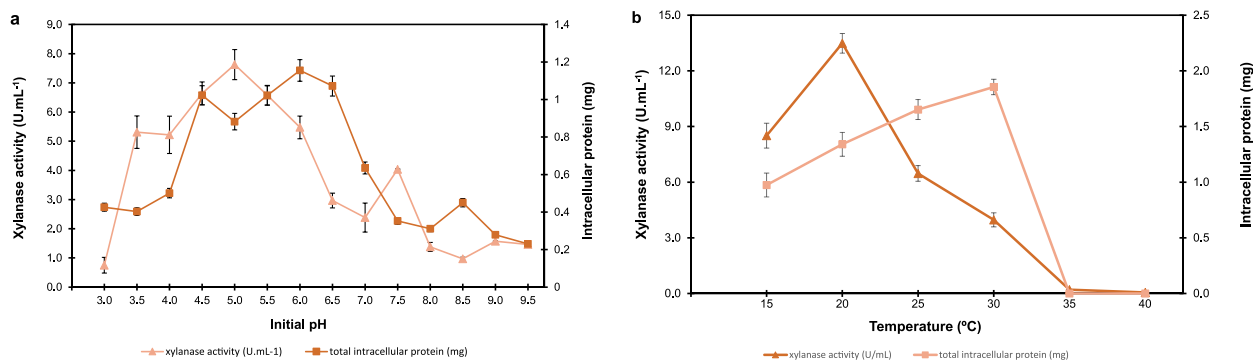 a
Xylanase activity (U.mL-1)
9.0
8.0
7.0
6.0
5.0
4.0
3.0
2.0
1.0
0.0
1.4
1.2
1
0.8
0,6
0.4
0,2
0
Intracellular protein (mg)
3.0 3.5 4.0 4.5 5.0 5.5 6.0 6.5 7.0 7.5 8.0 8.5 9.0 9.5
Initial pH
xylanase activity (U.mL-1) total intracellular protein (mg)
b
Xylanase activity (U.mL-1)
15.0
12.0
9.0
6.0
3.0
0.0
2.5
2.0
1.5
1.0
0.5
0.0
Intracellular protein (mg)
15 20 25 30 35 40
Temperature (ºC)
xylanase activity (U/mL) total intracellular protein (mg)